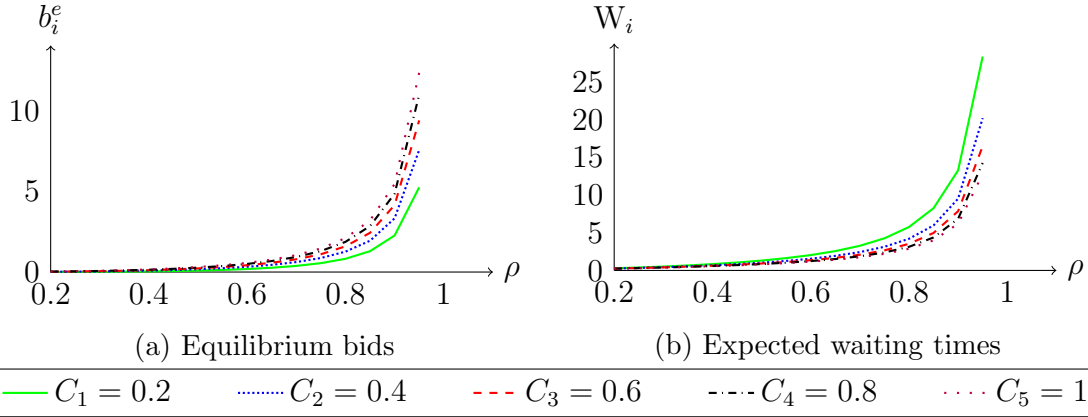 b_i^e
10
5
0
0.2 0.4 0.6 0.8 1
ρ
(a) Equilibrium bids
W_i
25
20
15
10
5
0
0.2 0.4 0.6 0.8 1
ρ
(b) Expected waiting times
C_1 = 0.2 C_2 = 0.4 C_3 = 0.6 C_4 = 0.8 C_5 = 1